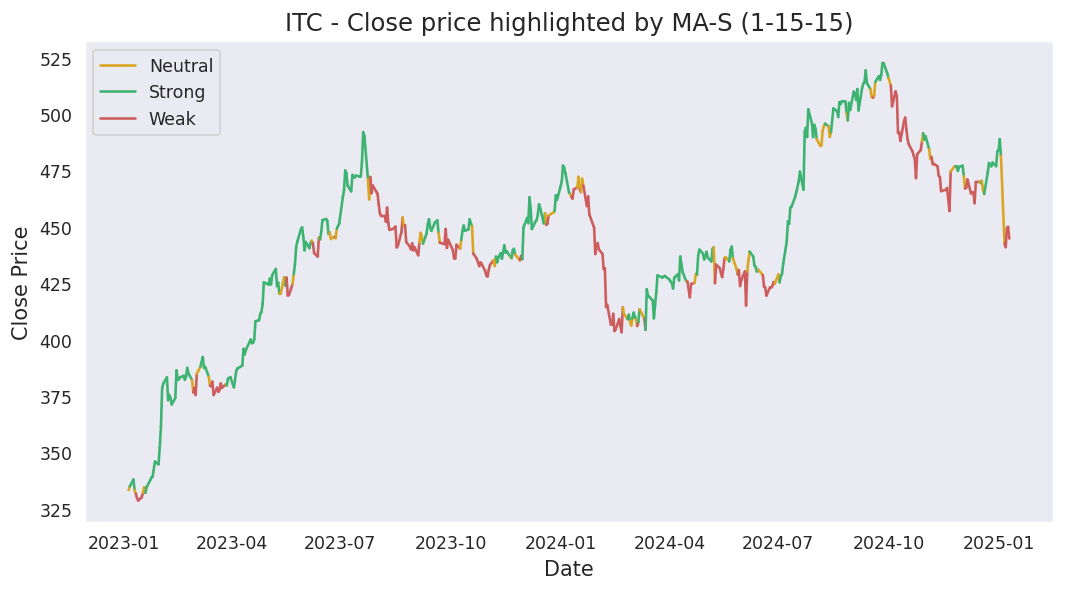 ITC - Close price highlighted by MA-S (1-15-15)
Neutral
Strong
Weak
525
500
475
450
425
400
375
350
325
Close Price
2023-01 2023-04 2023-07 2023-10 2024-01 2024-04 2024-07 2024-10 2025-01
Date